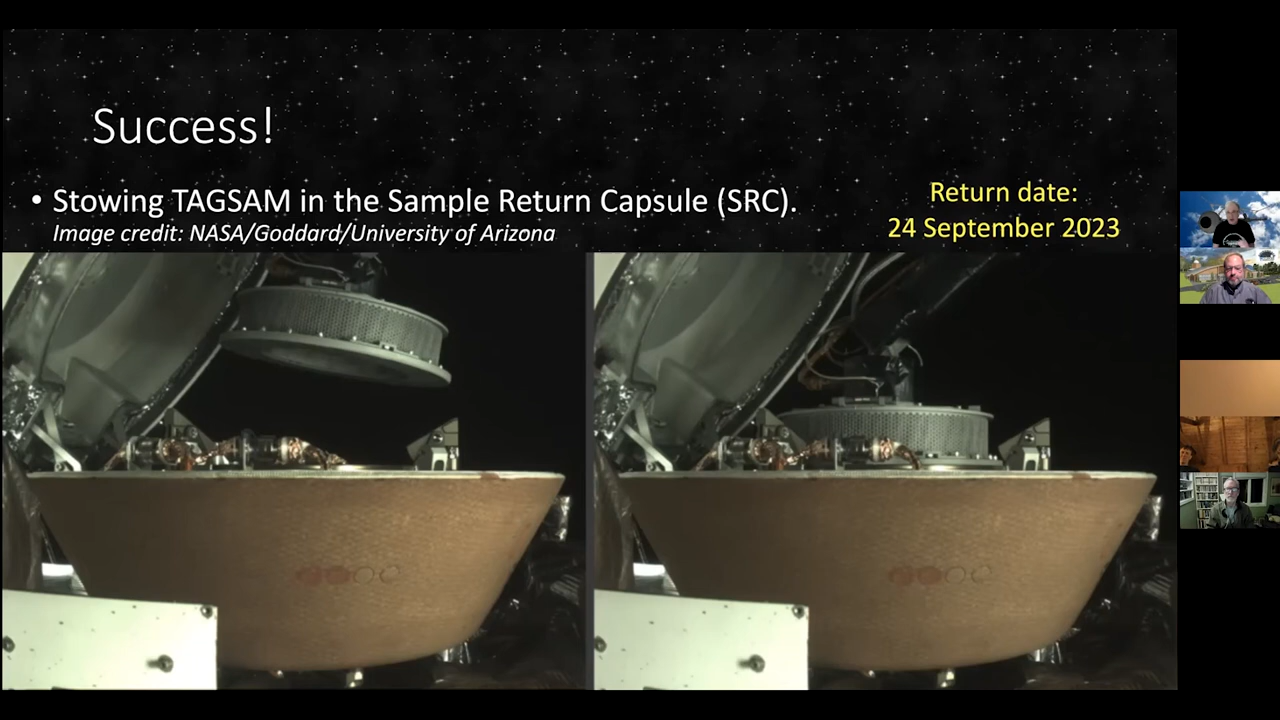 Success!
• Stowing TAGSAM in the Sample Return Capsule (SRC).
Image credit: NASA/Goddard/University of Arizona
Return date:
24 September 2023